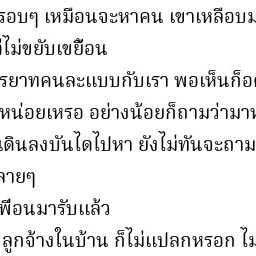 รอบๆ เหมือนจะหาคน เขาเหลือบม
ไม่ขยับเขยื้อน
รยาทคนละแบบกับเรา พอเห็นก็อด
หน่อยเหรอ อย่างน้อยก็ถามว่ามาห
เดินลงบันไดไปหา ยังไม่ทันจะถาม
ลายๆ
พื่อนมารับแล้ว
ลูกจ้างในบ้าน ก็ไม่แปลกหรอก ไม